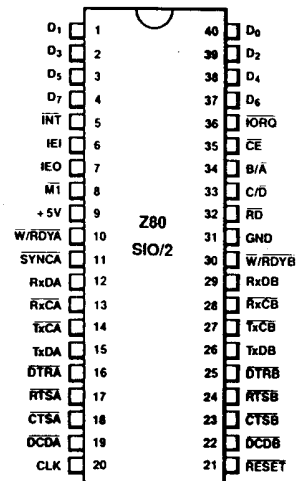 D₁ 1 40 D₀
D₃ 2 39 D₂
D₅ 3 38 D₄
D₇ 4 37 D₆
INT 5 36 IORQ
IEI 6 35 CE
IEO 7 34 B/A
M1 8 33 C/D
+5V 9 32 RD
Z80
W/RDYA 10 31 GND
SIO/2
SYNCA 11 30 W/RDYB
RxDA 12 29 RxDB
RxCA 13 28 RxCB
TxCA 14 27 TxCB
TxDA 15 26 TxDB
DTRA 16 25 DTRB
RTSA 17 24 RTSB
CTSA 18 23 CTSB
DCDA 19 22 DCDB
CLK 20 21 RESET